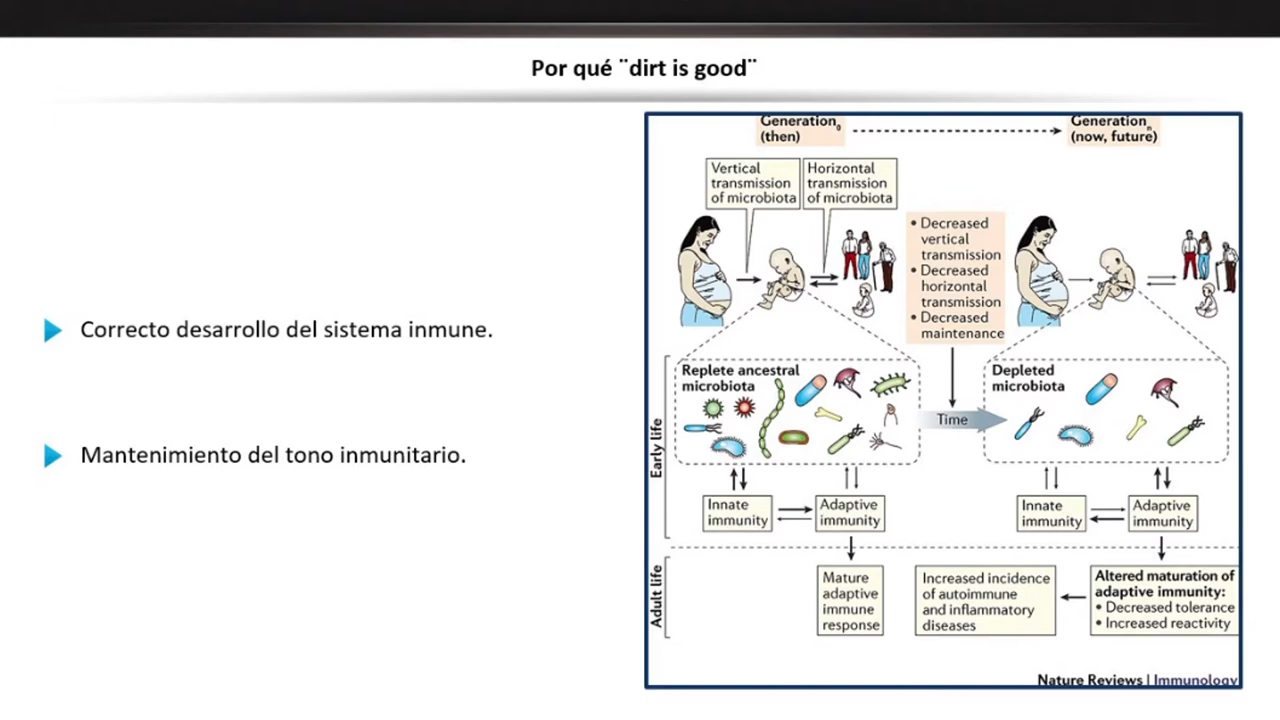 Por qué ¨dirt is good¨
Correcto desarrollo del sistema inmune.
Mantenimiento del tono inmunitario.
Generation0
(then)
Generationn
(now, future)
Vertical
transmission
of microbiota
Horizontal
transmission
of microbiota
• Decreased
vertical
transmission
• Decreased
horizontal
transmission
• Decreased
maintenance
Early life
Replete ancestral
microbiota
Time
Depleted
microbiota
Innate
immunity
Adaptive
immunity
Innate
immunity
Adaptive
immunity
Adult life
Mature
adaptive
immune
response
Increased incidence
of autoimmune
and inflammatory
diseases
Altered maturation of
adaptive immunity:
• Decreased tolerance
• Increased reactivity
Nature Reviews | Immunology